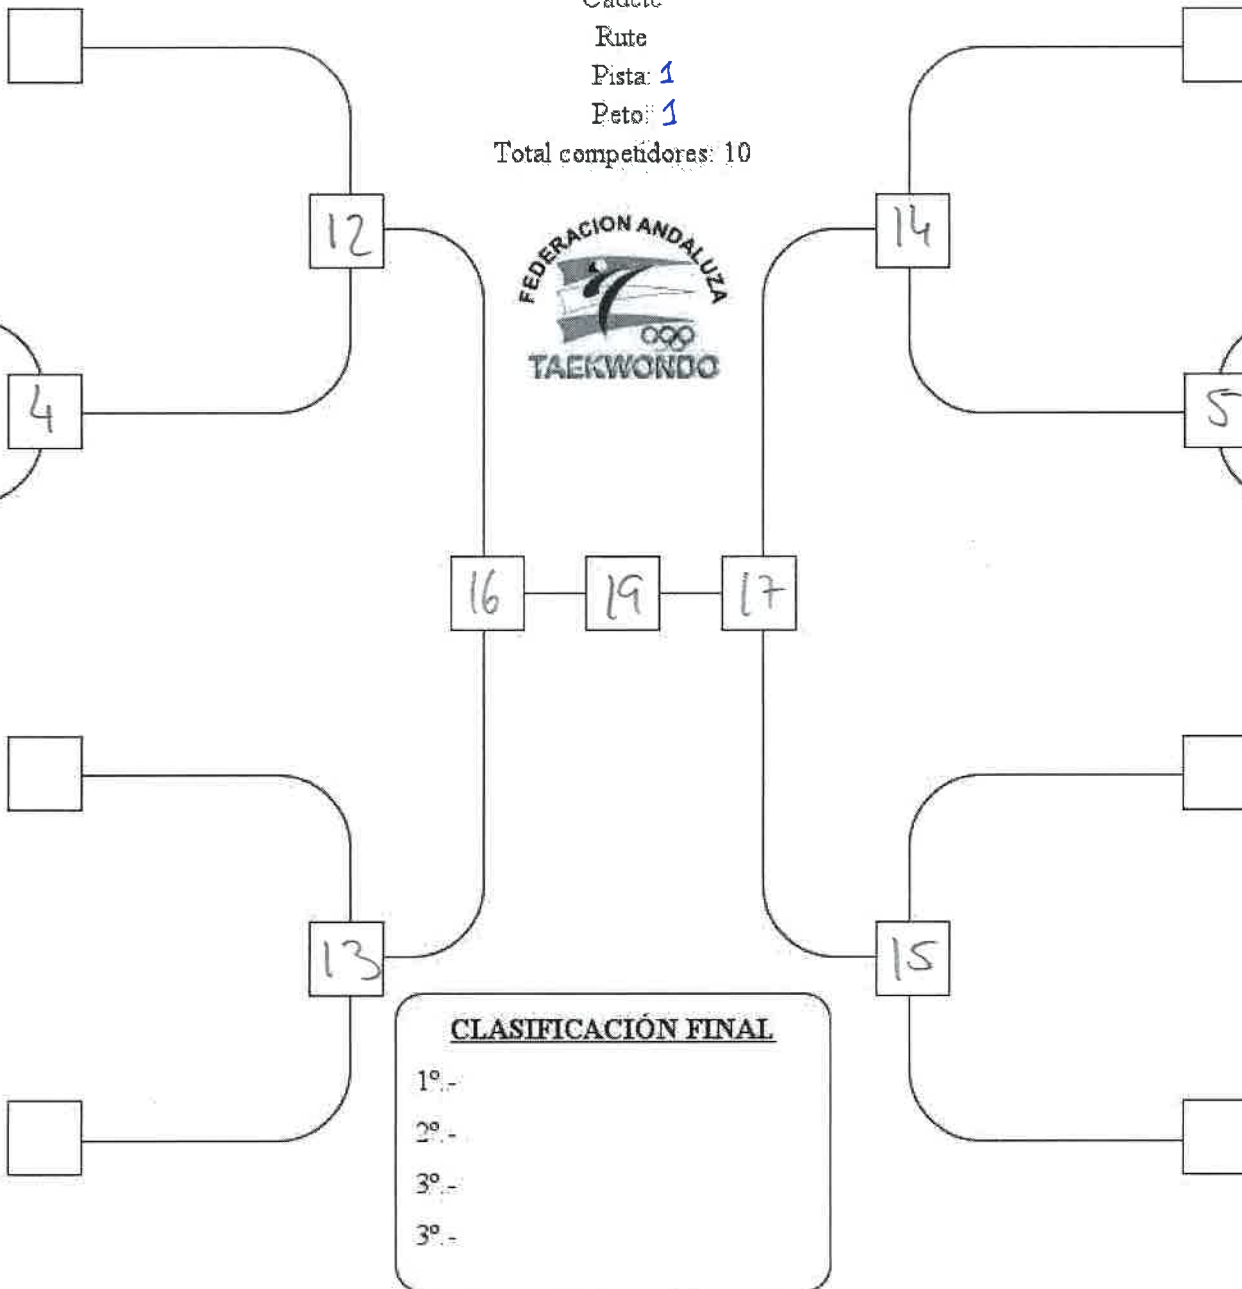 Cadete
Rute
Pista: 1
Peto: 1
Total competidores: 10
FEDERACION ANDALUZA
TAEKWONDO
12
14
4
5
16
19
17
13
15
CLASIFICACIÓN FINAL
1º.-
2º.-
3º.-
3º.-